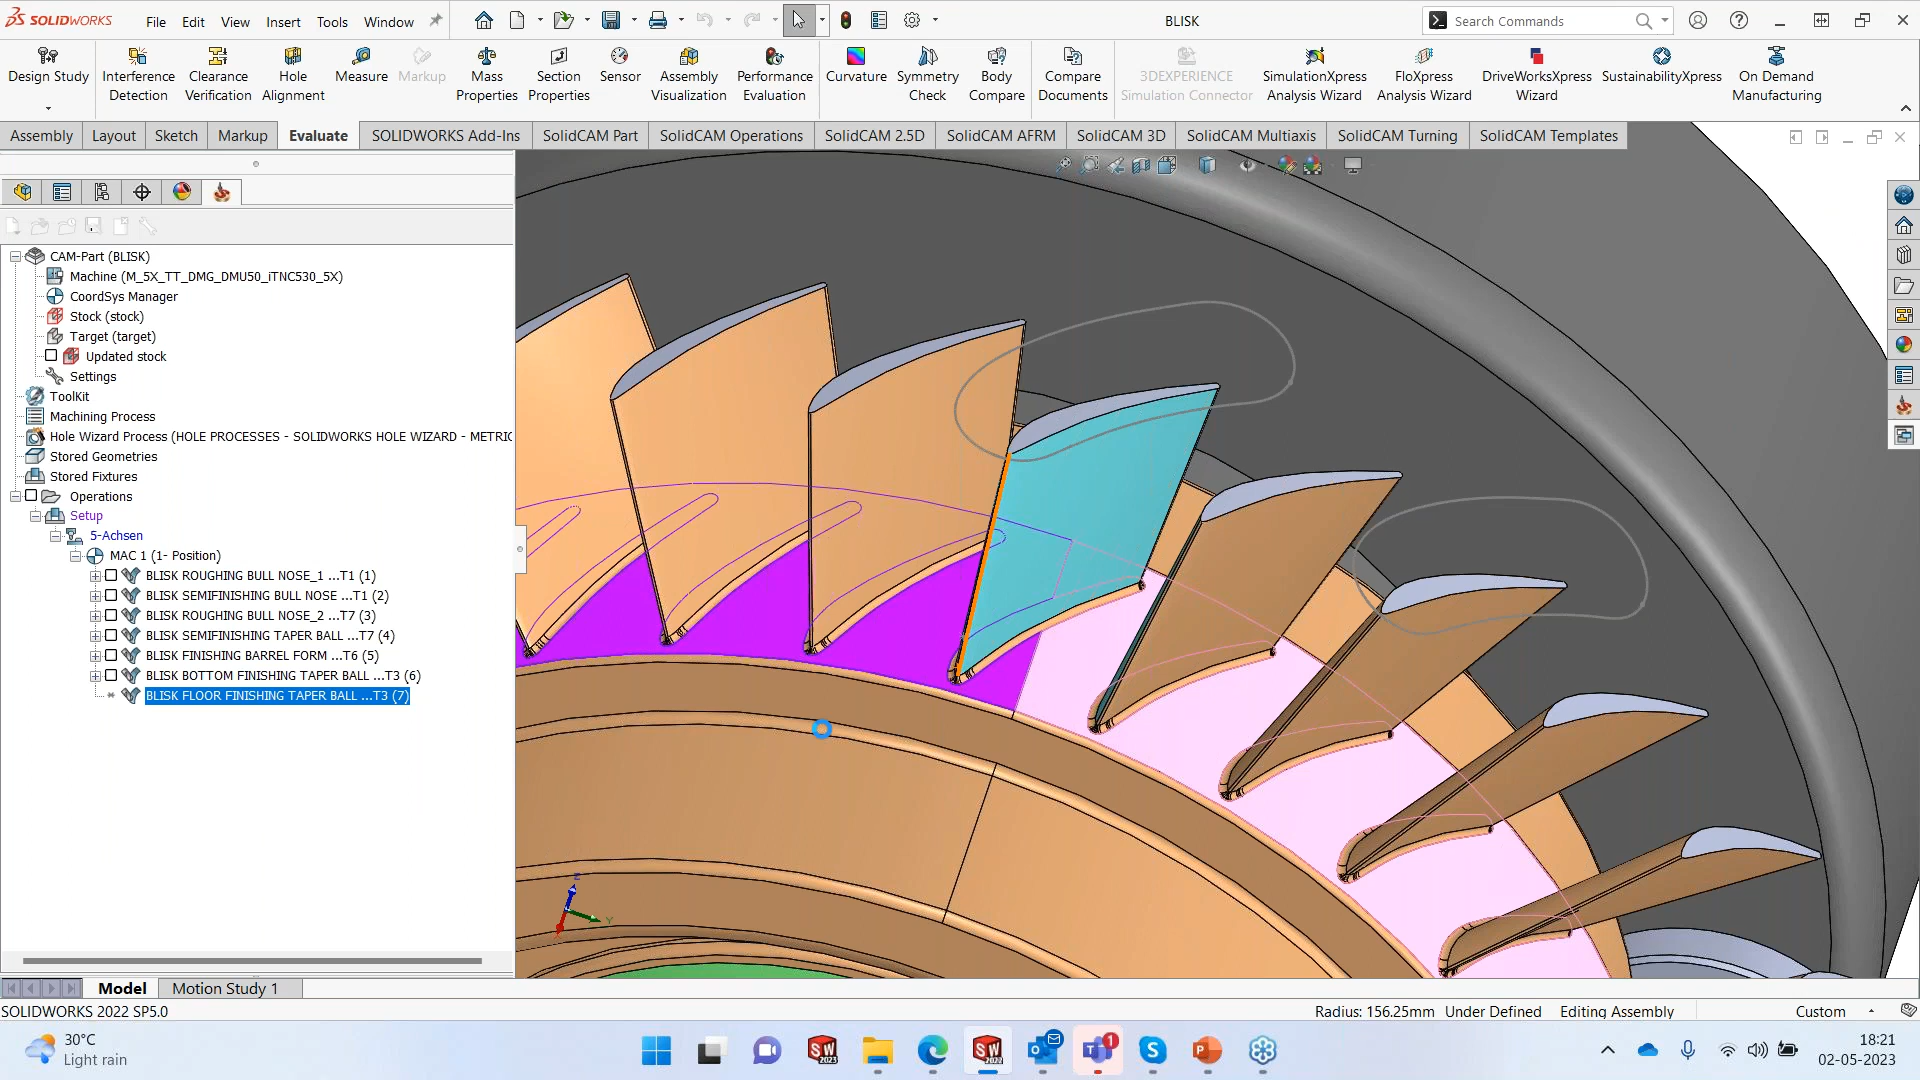 SOLIDWORKS
File Edit View Insert Tools Window
BLISK
Search Commands
Design Study
Interference Detection
Clearance Verification
Hole Alignment
Measure
Markup
Mass Properties
Section Properties
Sensor
Assembly Visualization
Performance Evaluation
Curvature
Symmetry Check
Body Compare
Compare Documents
3DEXPERIENCE Simulation Connector
SimulationXpress Analysis Wizard
FloXpress Analysis Wizard
DriveWorksXpress Wizard
SustainabilityXpress
On Demand Manufacturing
Assembly Layout Sketch Markup Evaluate SOLIDWORKS Add-Ins SolidCAM Part SolidCAM Operations SolidCAM 2.5D SolidCAM AFRM SolidCAM 3D SolidCAM Multiaxis SolidCAM Turning SolidCAM Templates
CAM-Part (BLISK)
Machine (M_5X_TT_DMG_DMU50_iTNC530_5X)
CoordSys Manager
Stock (stock)
Target (target)
Updated stock
Settings
ToolKit
Machining Process
Hole Wizard Process (HOLE PROCESSES - SOLIDWORKS HOLE WIZARD - METRIC
Stored Geometries
Stored Fixtures
Operations
Setup
5-Achsen
MAC 1 (1- Position)
BLISK ROUGHING BULL NOSE_1 ...T1 (1)
BLISK SEMIFINISHING BULL NOSE ...T1 (2)
BLISK ROUGHING BULL NOSE_2 ...T7 (3)
BLISK SEMIFINISHING TAPER BALL ...T7 (4)
BLISK FINISHING BARREL FORM ...T6 (5)
BLISK BOTTOM FINISHING TAPER BALL ...T3 (6)
BLISK FLOOR FINISHING TAPER BALL ...T3 (7)
Z
Y
Model Motion Study 1
SOLIDWORKS 2022 SP5.0
Radius: 156.25mm Under Defined Editing Assembly Custom
30°C
Light rain
SW 2023
SW 2022
1
18:21
02-05-2023